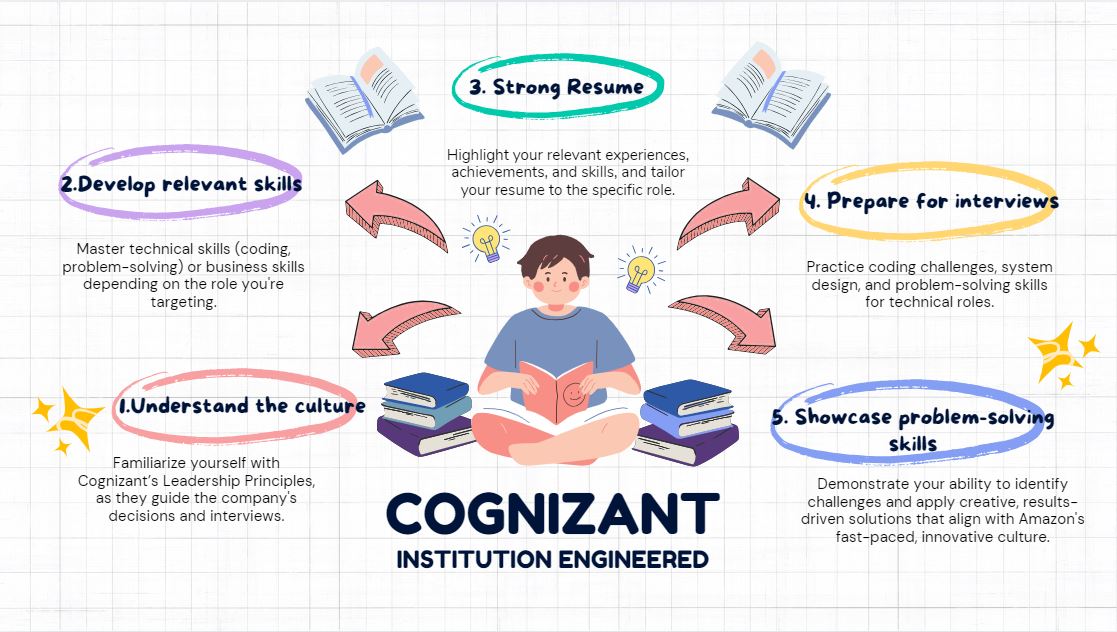 3. Strong Resume
Highlight your relevant experiences,
achievements, and skills, and tailor
your resume to the specific role.
2.Develop relevant skills
Master technical skills (coding,
problem-solving) or business skills
depending on the role you're
targeting.
4. Prepare for interviews
Practice coding challenges, system
design, and problem-solving skills
for technical roles.
1.Understand the culture
Familiarize yourself with
Cognizant's Leadership Principles,
as they guide the company's
decisions and interviews.
5. Showcase problem-solving
skills
Demonstrate your ability to identify
challenges and apply creative, results-
driven solutions that align with Amazon's
fast-paced, innovative culture.
COGNIZANT
INSTITUTION ENGINEERED